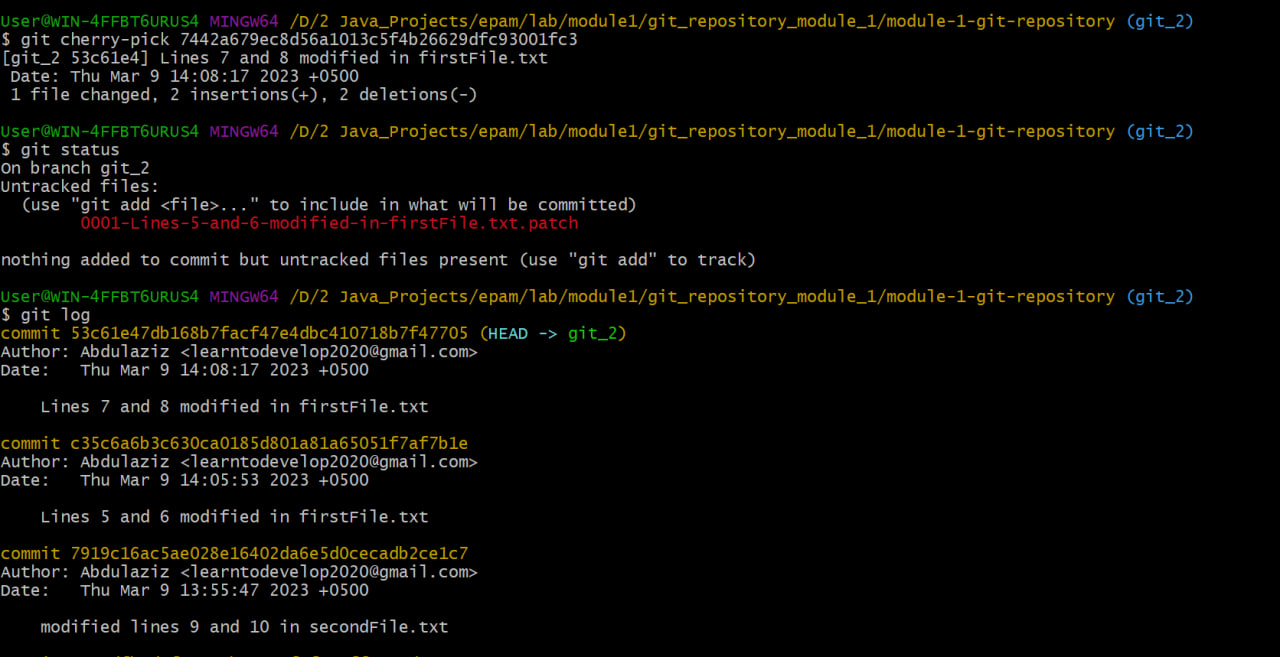 User@WIN-4FFBT6URUS4 MINGW64 /D/2 Java_Projects/epam/lab/module1/git_repository_module_1/module-1-git-repository (git_2)
$ git cherry-pick 7442a679ec8d56a1013c5f4b26629dfc93001fc3
[git_2 53c61e4] Lines 7 and 8 modified in firstFile.txt
 Date: Thu Mar 9 14:08:17 2023 +0500
 1 file changed, 2 insertions(+), 2 deletions(-)

User@WIN-4FFBT6URUS4 MINGW64 /D/2 Java_Projects/epam/lab/module1/git_repository_module_1/module-1-git-repository (git_2)
$ git status
On branch git_2
Untracked files:
  (use "git add <file>..." to include in what will be committed)
        0001-Lines-5-and-6-modified-in-firstFile.txt.patch

nothing added to commit but untracked files present (use "git add" to track)

User@WIN-4FFBT6URUS4 MINGW64 /D/2 Java_Projects/epam/lab/module1/git_repository_module_1/module-1-git-repository (git_2)
$ git log
commit 53c61e47db168b7facf47e4dbc410718b7f47705 (HEAD -> git_2)
Author: Abdulaziz <learntodevelop2020@gmail.com>
Date:   Thu Mar 9 14:08:17 2023 +0500

    Lines 7 and 8 modified in firstFile.txt

commit c35c6a6b3c630ca0185d801a81a65051f7af7b1e
Author: Abdulaziz <learntodevelop2020@gmail.com>
Date:   Thu Mar 9 14:05:53 2023 +0500

    Lines 5 and 6 modified in firstFile.txt

commit 7919c16ac5ae028e16402da6e5d0cecadb2ce1c7
Author: Abdulaziz <learntodevelop2020@gmail.com>
Date:   Thu Mar 9 13:55:47 2023 +0500

    modified lines 9 and 10 in secondFile.txt